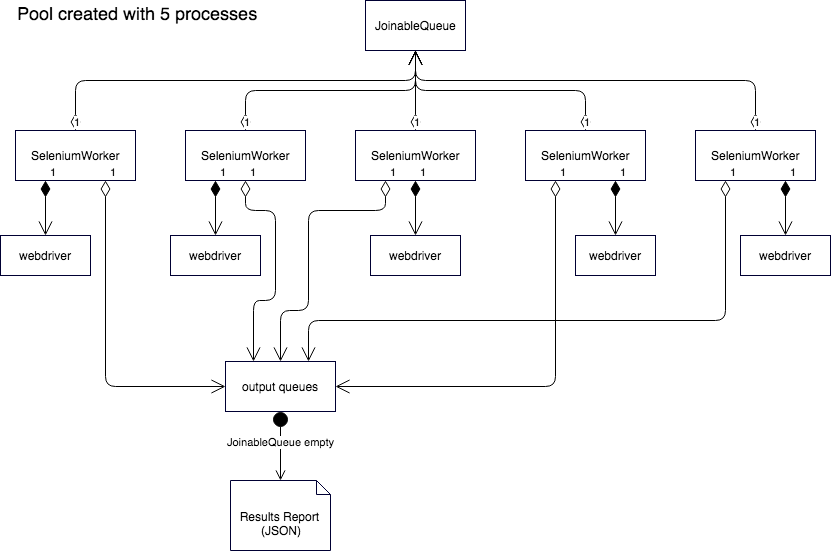 Pool created with 5 processes
JoinableQueue
1 1 1 1 1
SeleniumWorker SeleniumWorker SeleniumWorker SeleniumWorker SeleniumWorker
1 1 1 1 1 1 1 1 1 1
webdriver webdriver webdriver webdriver webdriver
output queues
JoinableQueue empty
Results Report
(JSON)